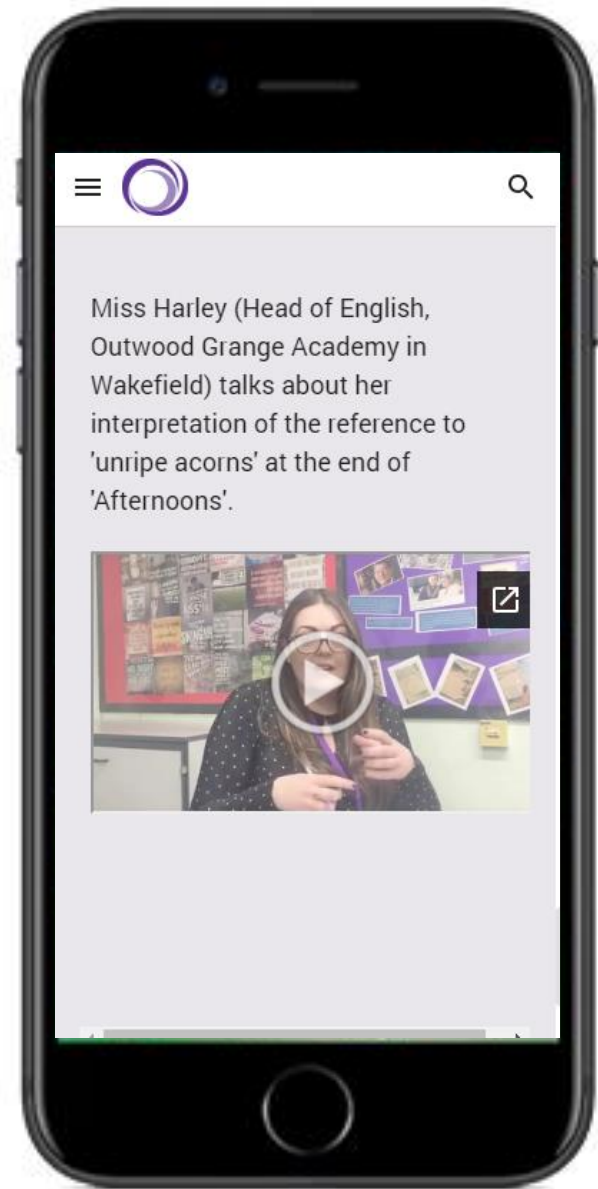 Miss Harley (Head of English,
Outwood Grange Academy in
Wakefield) talks about her
interpretation of the reference to
'unripe acorns' at the end of
'Afternoons'.